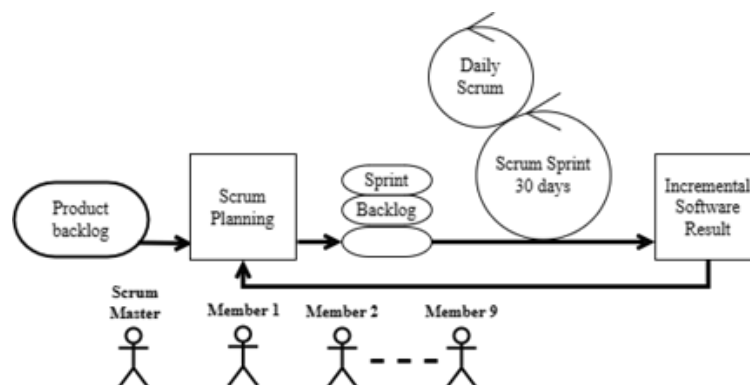 Daily
Scrum
Scrum Sprint
30 days
Product
backlog
Scrum
Planning
Sprint
Backlog
Incremental
Software
Result
Scrum
Master
Member 1
Member 2
Member 9